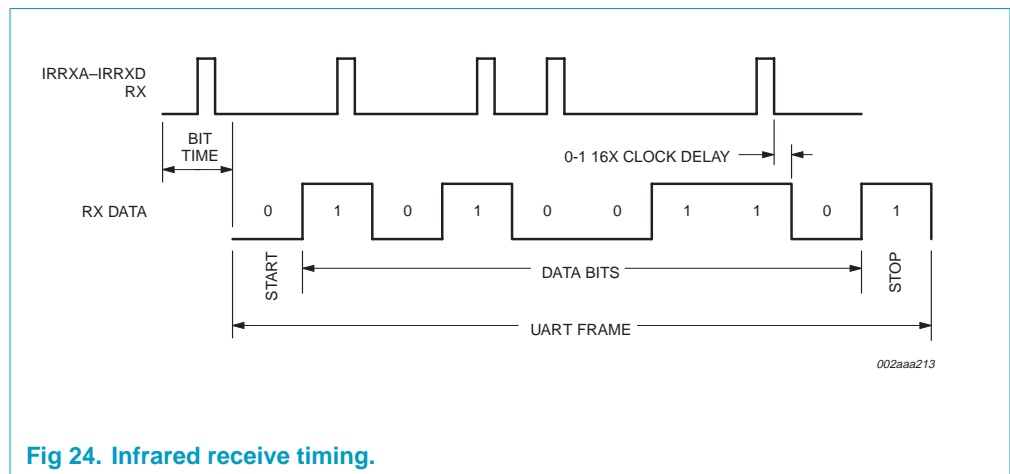 IRRXA–IRRXD
RX
BIT
TIME
0-1 16X CLOCK DELAY
RX DATA
0 1 0 1 0 0 1 1 0 1
START
DATA BITS
STOP
UART FRAME
002aaa213
Fig 24. Infrared receive timing.